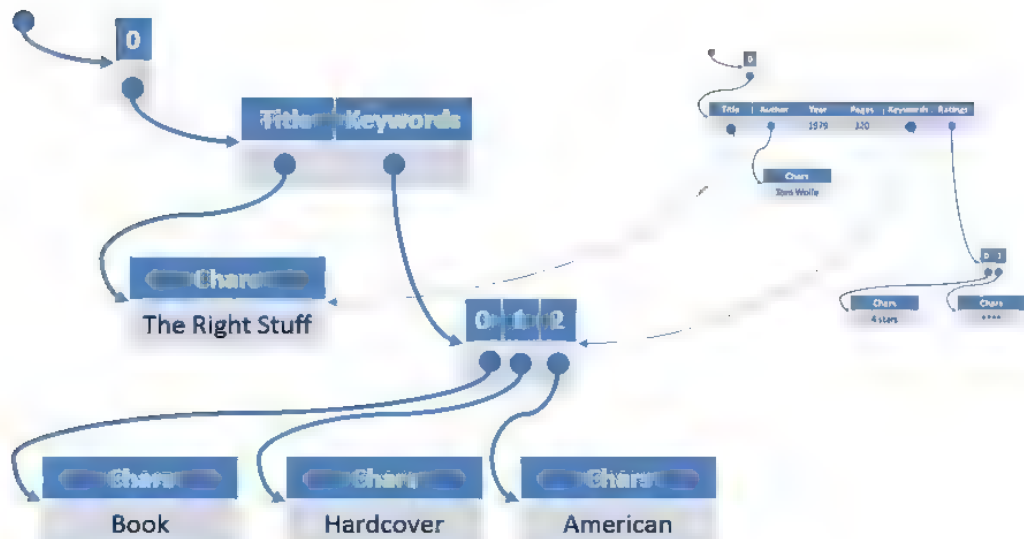 0
Title Keywords
Chars
The Right Stuff
0 1 2
Chars Chars Chars
Book Hardcover American
0
Title Author Year Pages Keywords Ratings
1979 320
Chars
Tom Wolfe
0 1
Chars Chars
4 stars ****